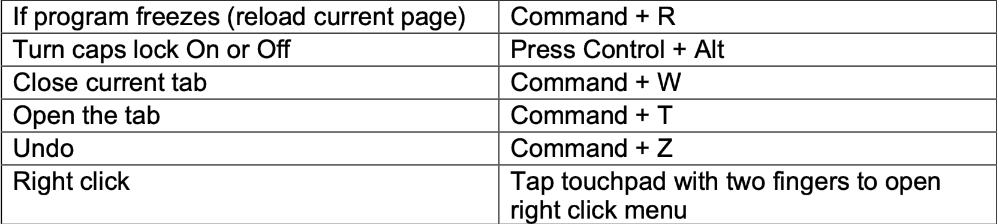 If program freezes (reload current page) Command + R
Turn caps lock On or Off Press Control + Alt
Close current tab Command + W
Open the tab Command + T
Undo Command + Z
Right click Tap touchpad with two fingers to open
right click menu